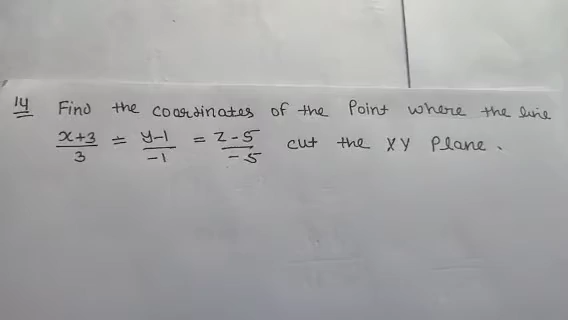 14 Find the coordinates of the Point where the line
x+3/3 = y-1/-1 = z-5/-5 cut the XY Plane.